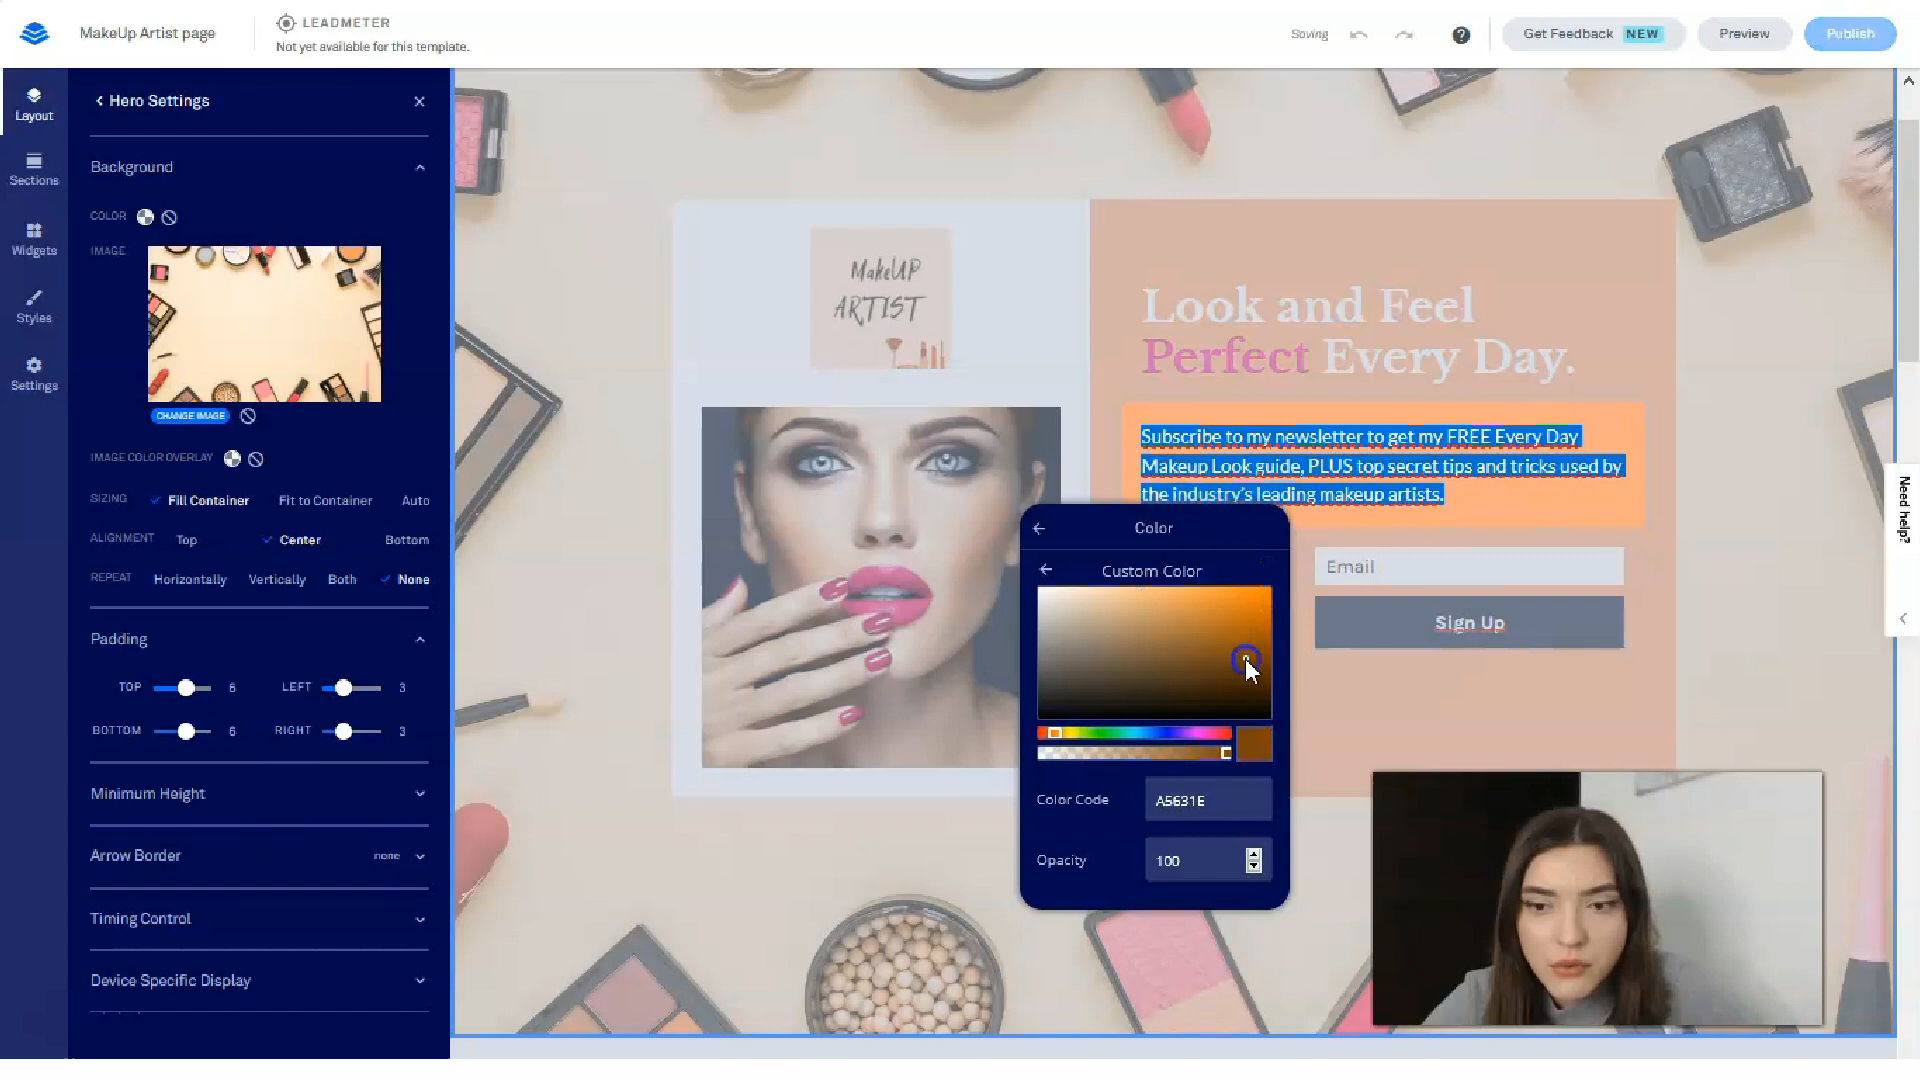 MakeUp Artist page
LEADMETER
Not yet available for this template.
Saving
Get Feedback NEW
Preview
Publish
Layout
Sections
Widgets
Styles
Settings
Hero Settings
Background
COLOR
IMAGE
CHANGE IMAGE
IMAGE COLOR OVERLAY
SIZING Fill Container Fit to Container Auto
ALIGNMENT Top Center Bottom
REPEAT Horizontally Vertically Both None
Padding
TOP 6 LEFT 3
BOTTOM 6 RIGHT 3
Minimum Height
Arrow Border none
Timing Control
Device Specific Display
MakeUP
ARTIST
Look and Feel
Perfect Every Day.
Subscribe to my newsletter to get my FREE Every Day
Makeup Look guide, PLUS top secret tips and tricks used by
the industry's leading makeup artists.
Email
Sign Up
Color
Custom Color
Color Code A5631E
Opacity 100
Need help?